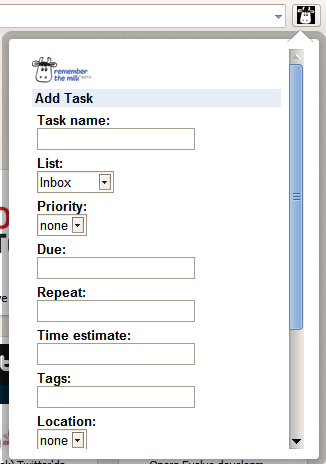 remember
the milk BETA
Add Task
Task name:
List:
Inbox
Priority:
none
Due:
Repeat:
Time estimate:
Tags:
Location:
none